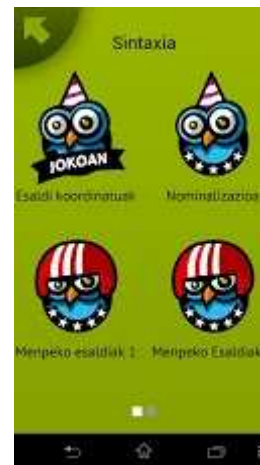 Sintaxia
JOKOAN
Esaldi koordinatuak
Nominalizazioa
Menpeko esaldiak 1
Menpeko Esaldiak